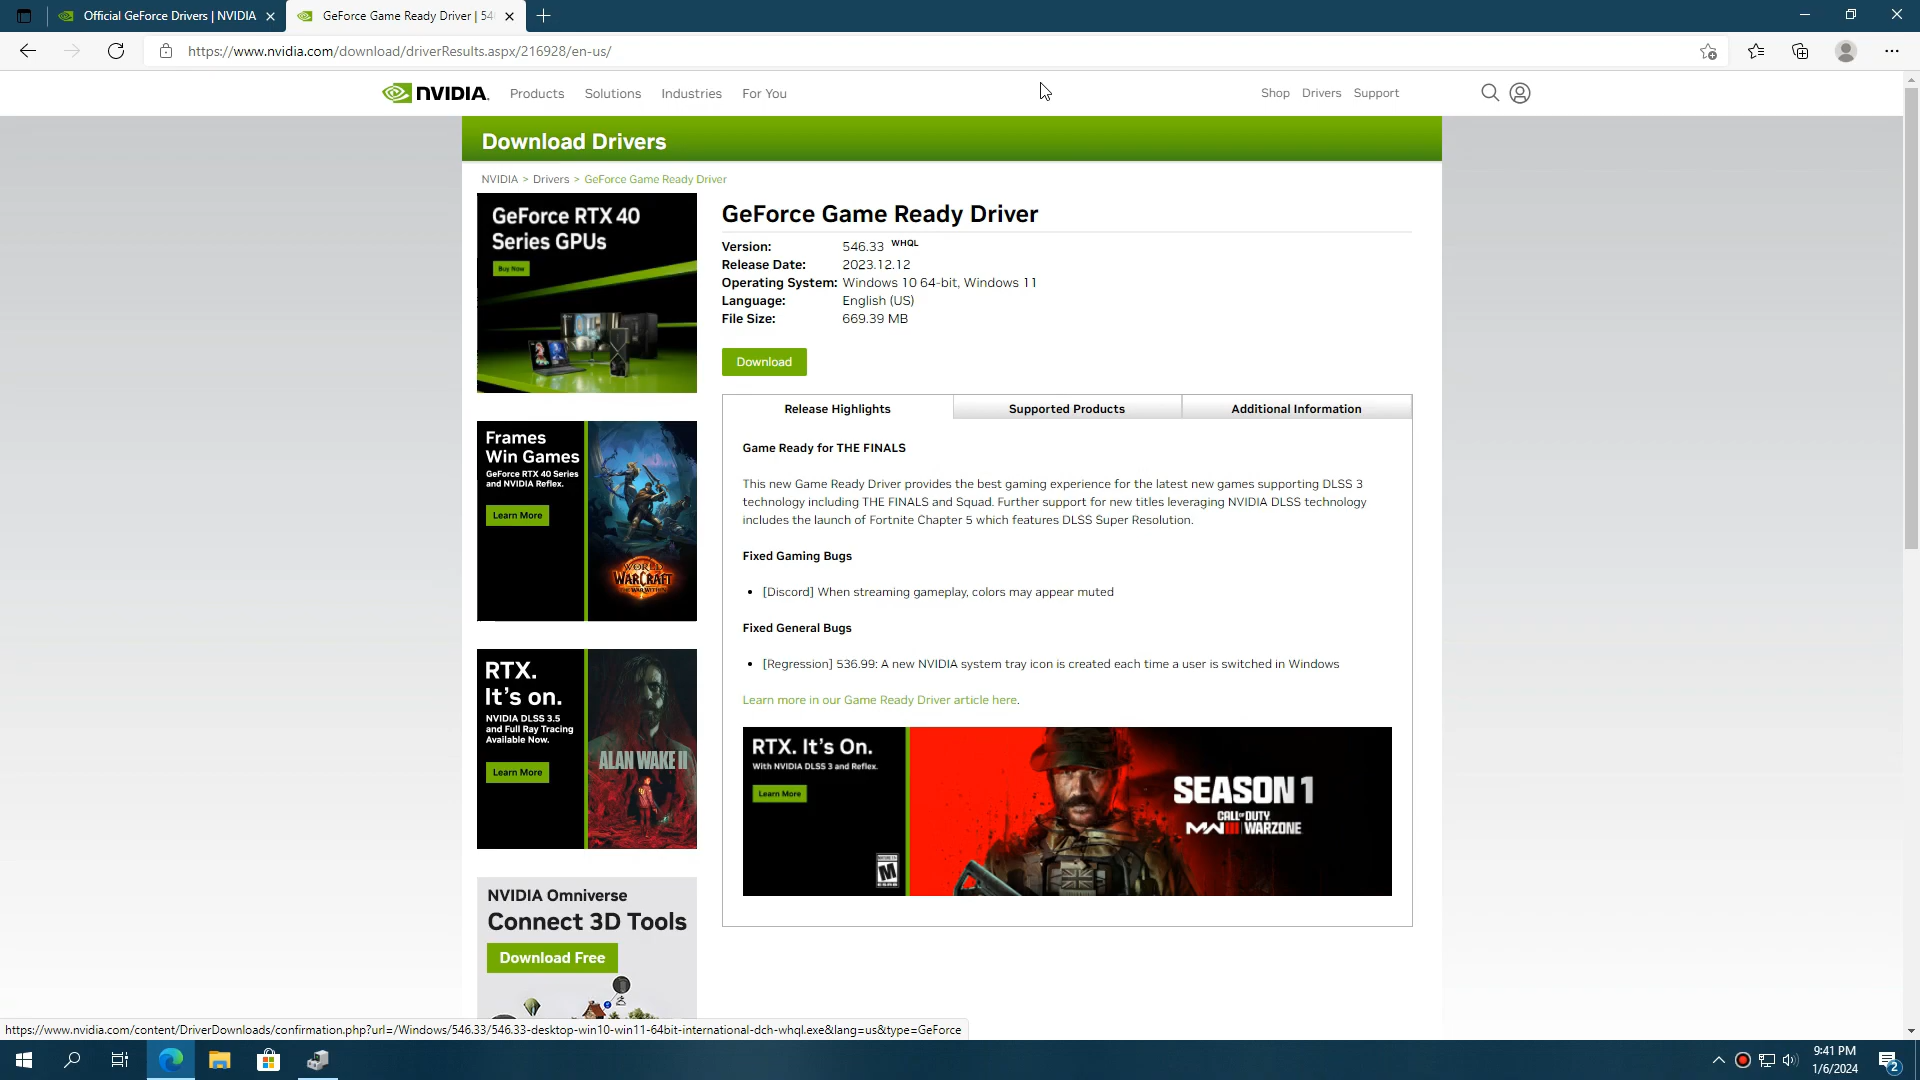 Official GeForce Drivers | NVIDIA
GeForce Game Ready Driver | 54
https://www.nvidia.com/download/driverResults.aspx/216928/en-us/
NVIDIA.
Products
Solutions
Industries
For You
Shop
Drivers
Support
Download Drivers
NVIDIA > Drivers > GeForce Game Ready Driver
GeForce RTX 40
Series GPUs
Buy Now
GeForce Game Ready Driver
Version: 546.33 WHQL
Release Date: 2023.12.12
Operating System: Windows 10 64-bit, Windows 11
Language: English (US)
File Size: 669.39 MB
Download
Frames
Win Games
GeForce RTX 40 Series
and NVIDIA Reflex.
Learn More
WORLD
WARCRAFT
THE WAR WITHIN
RTX.
It's on.
NVIDIA DLSS 3.5
and Full Ray Tracing
Available Now.
Learn More
ALAN WAKE II
NVIDIA Omniverse
Connect 3D Tools
Download Free
Release Highlights
Supported Products
Additional Information
Game Ready for THE FINALS
This new Game Ready Driver provides the best gaming experience for the latest new games supporting DLSS 3
technology including THE FINALS and Squad. Further support for new titles leveraging NVIDIA DLSS technology
includes the launch of Fortnite Chapter 5 which features DLSS Super Resolution.
Fixed Gaming Bugs
• [Discord] When streaming gameplay, colors may appear muted
Fixed General Bugs
• [Regression] 536.99: A new NVIDIA system tray icon is created each time a user is switched in Windows
Learn more in our Game Ready Driver article here.
RTX. It's On.
With NVIDIA DLSS 3 and Reflex.
Learn More
M
SEASON 1
CALL OF DUTY
MWIII WARZONE
https://www.nvidia.com/content/DriverDownloads/confirmation.php?url=/Windows/546.33/546.33-desktop-win10-win11-64bit-international-dch-whql.exe&lang=us&type=GeForce
9:41 PM
1/6/2024
2